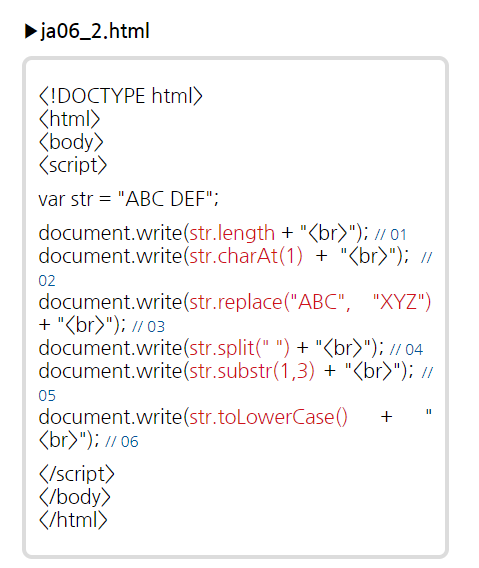 ▶ja06_2.html
<!DOCTYPE html>
<html>
<body>
<script>
var str = "ABC DEF";
document.write(str.length + "<br>"); // 01
document.write(str.charAt(1) + "<br>"); //
02
document.write(str.replace("ABC", "XYZ")
+ "<br>"); // 03
document.write(str.split(" ") + "<br>"); // 04
document.write(str.substr(1,3) + "<br>"); //
05
document.write(str.toLowerCase() + "
<br>"); // 06
</script>
</body>
</html>